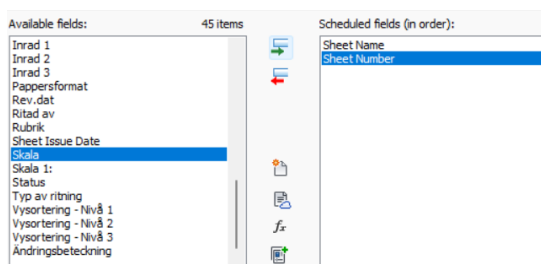 Available fields: 45 items
Inrad 1
Inrad 2
Inrad 3
Pappersformat
Rev.dat
Ritad av
Rubrik
Sheet Issue Date
Skala
Skala 1:
Status
Typ av ritning
Vysortering - Nivå 1
Vysortering - Nivå 2
Vysortering - Nivå 3
Ändringsbeteckning
fx
Scheduled fields (in order):
Sheet Name
Sheet Number